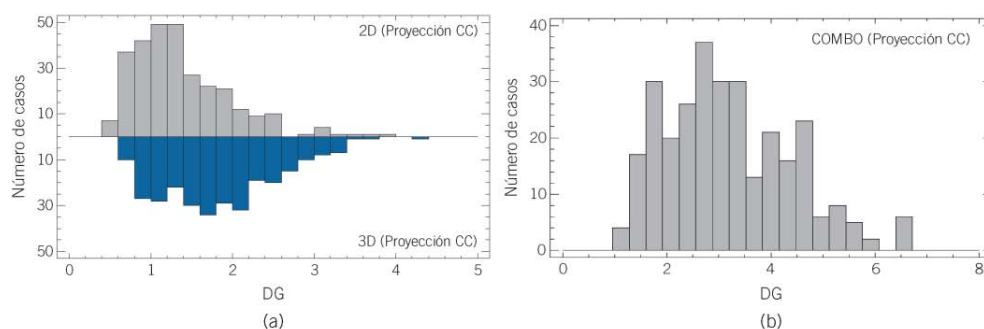 50
30
10
10
30
50
Número de casos
2D (Proyección CC)
3D (Proyección CC)
0 1 2 3 4 5
DG
(a)
40
30
20
10
0
Número de casos
COMBO (Proyección CC)
0 2 4 6 8
DG
(b)